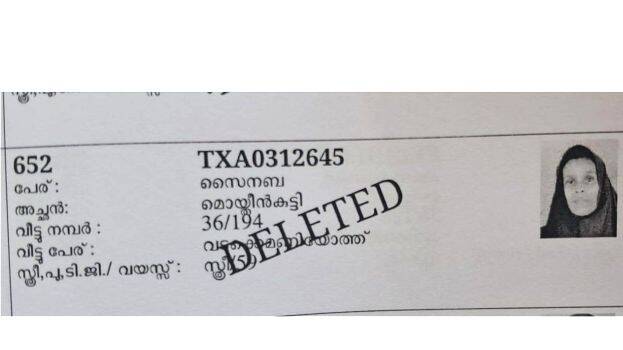 652
TXA0312645
പേര് :
സൈനബ
അച്ഛൻ:
മൊയ്തീൻകുട്ടി
വീട്ടു നമ്പർ :
36/194
വീട്ടു പേര് :
സ്ത്രീ,പു,ടി.ജി./ വയസ്സ് :
സ്ത്രീ
DELETED